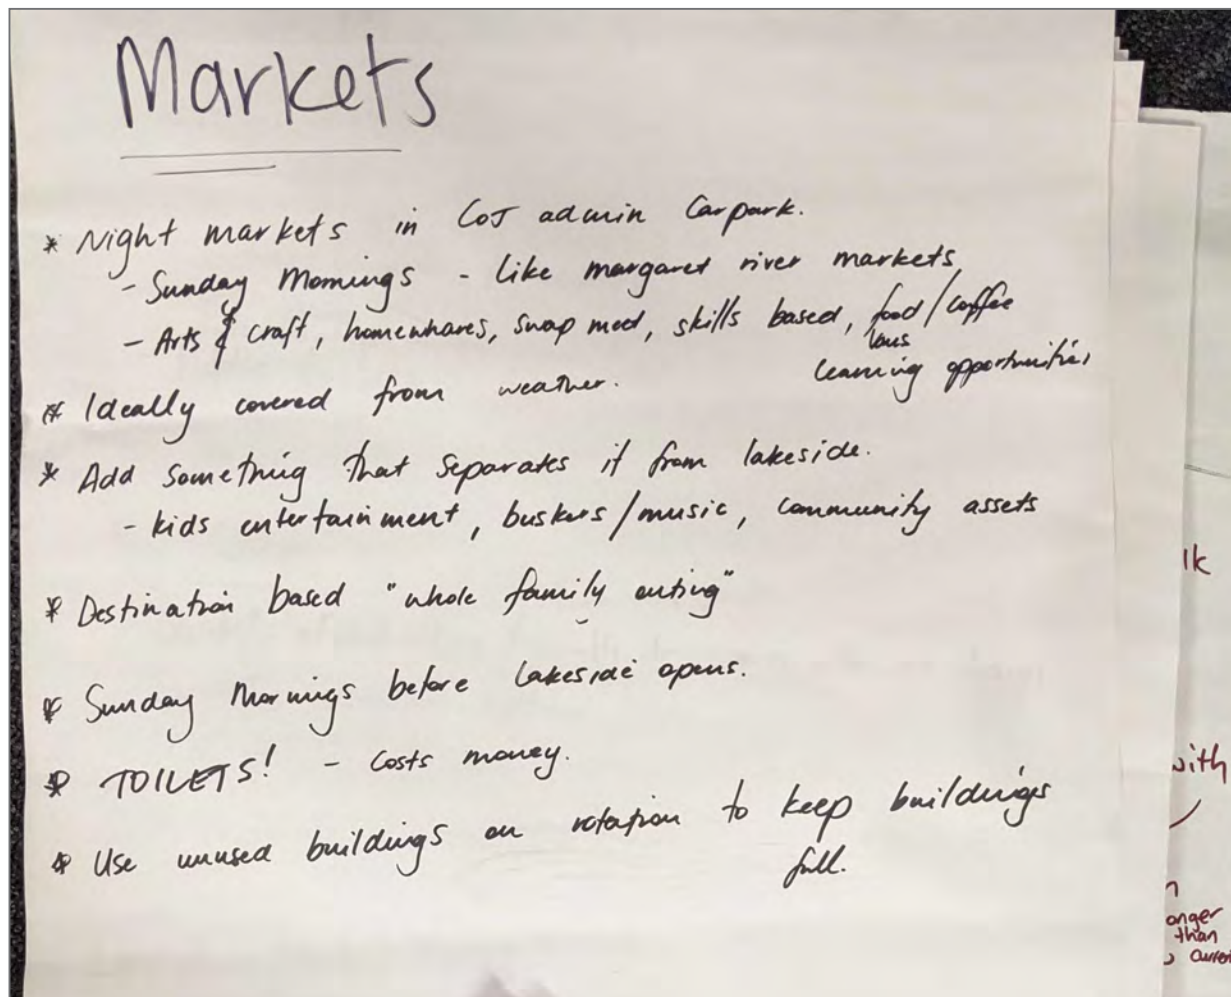 Markets
* Night markets in CoJ admin Carpark.
- Sunday Mornings - like margaret river markets
- Arts & craft, homewhares, swap meet, skills based, food/coffee
vans
learning opportunities
* Ideally covered from weather.
* Add something that separates it from lakeside.
- kids entertainment, buskers/music, community assets
* Destination based "whole family outing"
* Sunday Mornings before Lakeside opens.
* TOILETS! - Costs money.
* Use unused buildings on rotation to keep buildings
full.
lk
with
n
onger
than